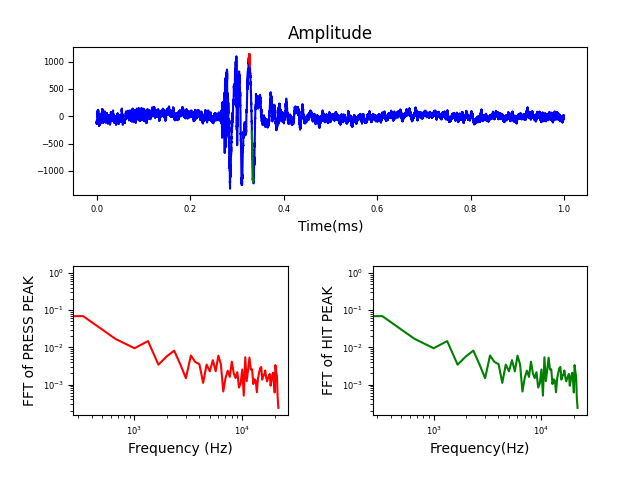 Amplitude
1000
500
0
−500
−1000
0.0 0.2 0.4 0.6 0.8 1.0
Time(ms)
FFT of PRESS PEAK
10⁰
10⁻¹
10⁻²
10⁻³
10³ 10⁴
Frequency (Hz)
FFT of HIT PEAK
10⁰
10⁻¹
10⁻²
10⁻³
10³ 10⁴
Frequency(Hz)